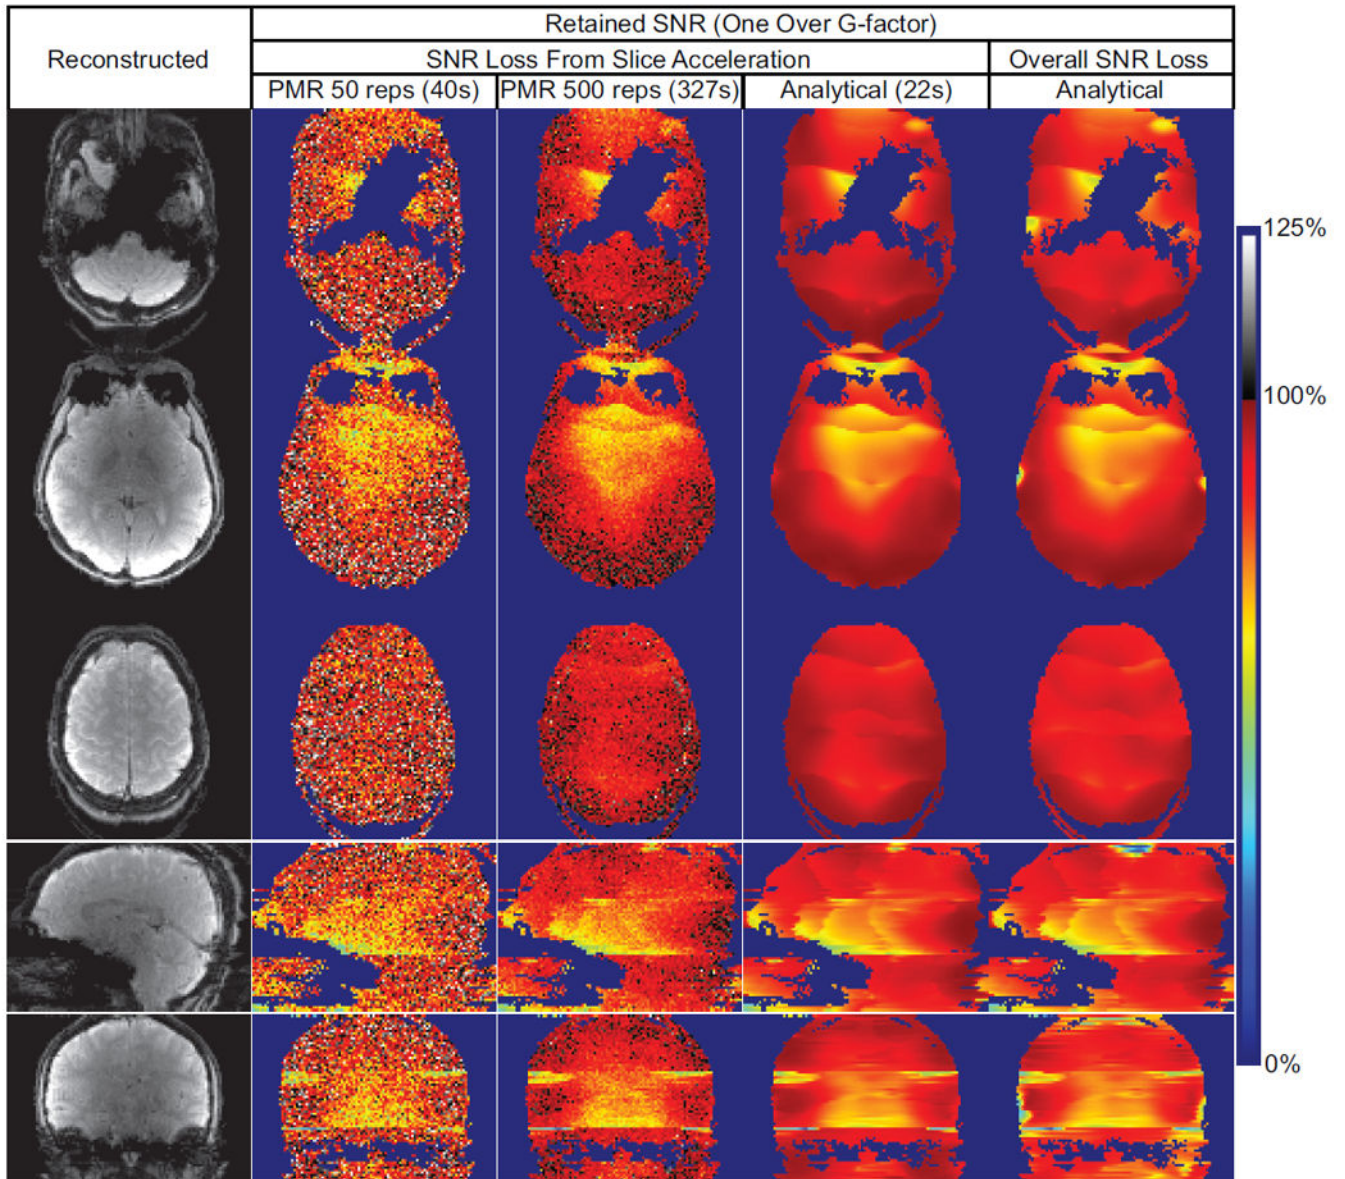 Reconstructed
Retained SNR (One Over G-factor)
SNR Loss From Slice Acceleration
Overall SNR Loss
PMR 50 reps (40s)
PMR 500 reps (327s)
Analytical (22s)
Analytical
125%
100%
0%